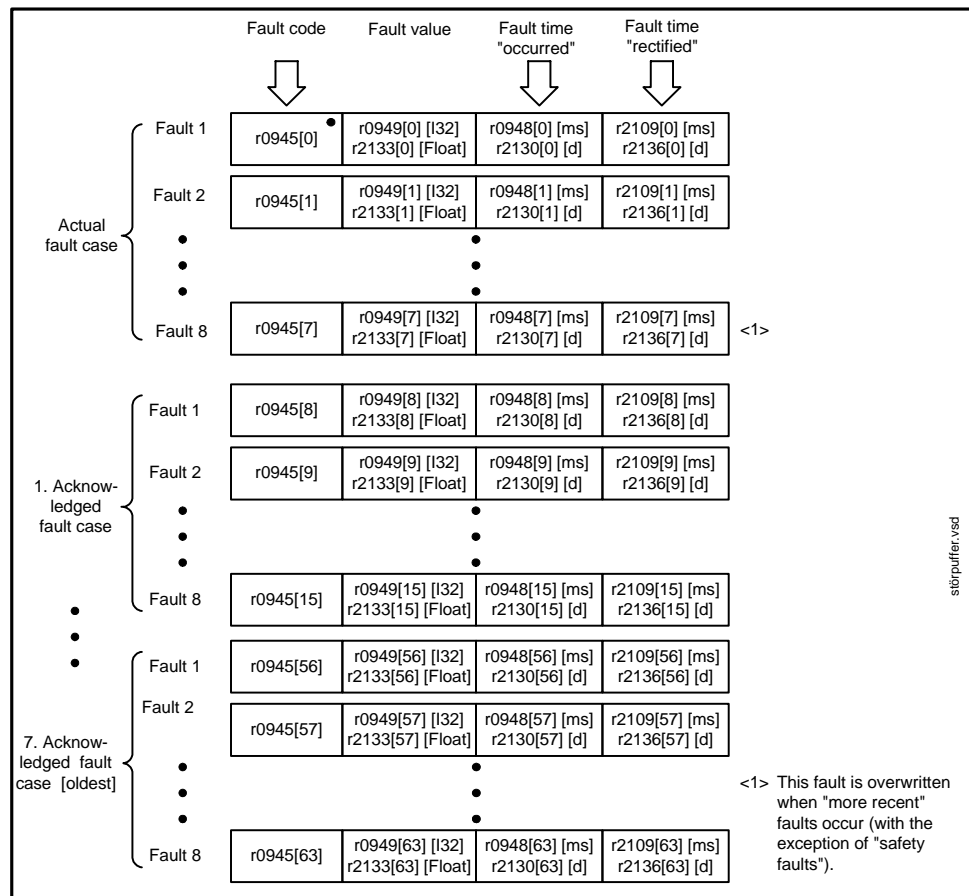 Fault code Fault value Fault time "occurred" Fault time "rectified"
Actual fault case
Fault 1 r0945[0] r0949[0] [I32] r0948[0] [ms] r2109[0] [ms]
r2133[0] [Float] r2130[0] [d] r2136[0] [d]
Fault 2 r0945[1] r0949[1] [I32] r0948[1] [ms] r2109[1] [ms]
r2133[1] [Float] r2130[1] [d] r2136[1] [d]
Fault 8 r0945[7] r0949[7] [I32] r0948[7] [ms] r2109[7] [ms] <1>
r2133[7] [Float] r2130[7] [d] r2136[7] [d]
1. Acknow-
ledged
fault case
Fault 1 r0945[8] r0949[8] [I32] r0948[8] [ms] r2109[8] [ms]
r2133[8] [Float] r2130[8] [d] r2136[8] [d]
Fault 2 r0945[9] r0949[9] [I32] r0948[9] [ms] r2109[9] [ms]
r2133[9] [Float] r2130[9] [d] r2136[9] [d]
Fault 8 r0945[15] r0949[15] [I32] r0948[15] [ms] r2109[15] [ms]
r2133[15] [Float] r2130[15] [d] r2136[15] [d]
7. Acknow-
ledged fault
case [oldest]
Fault 1 r0945[56] r0949[56] [I32] r0948[56] [ms] r2109[56] [ms]
r2133[56] [Float] r2130[56] [d] r2136[56] [d]
Fault 2 r0945[57] r0949[57] [I32] r0948[57] [ms] r2109[57] [ms]
r2133[57] [Float] r2130[57] [d] r2136[57] [d]
Fault 8 r0945[63] r0949[63] [I32] r0948[63] [ms] r2109[63] [ms]
r2133[63] [Float] r2130[63] [d] r2136[63] [d]
<1> This fault is overwritten
when "more recent"
faults occur (with the
exception of "safety
faults").
störpuffer.vsd